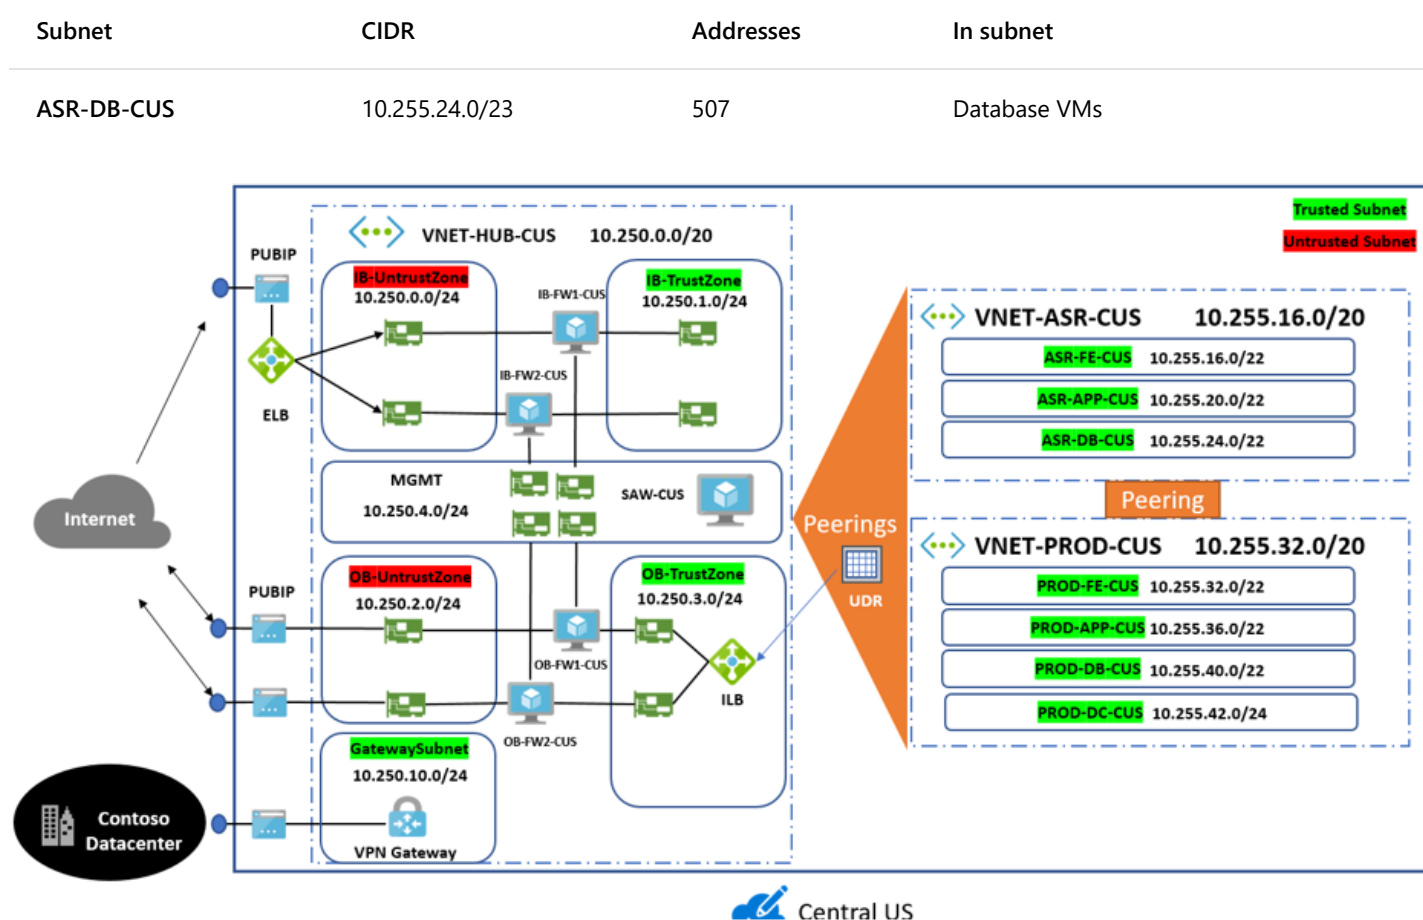 Subnet CIDR Addresses In subnet
ASR-DB-CUS 10.255.24.0/23 507 Database VMs
Trusted Subnet
Untrusted Subnet
VNET-HUB-CUS 10.250.0.0/20
PUBIP
IB-UntrustZone
10.250.0.0/24
IB-FW1-CUS
IB-TrustZone
10.250.1.0/24
ELB
IB-FW2-CUS
MGMT
10.250.4.0/24
SAW-CUS
Internet
PUBIP
OB-UntrustZone
10.250.2.0/24
OB-TrustZone
10.250.3.0/24
OB-FW1-CUS
OB-FW2-CUS
ILB
GatewaySubnet
10.250.10.0/24
VPN Gateway
Contoso
Datacenter
Peerings
UDR
VNET-ASR-CUS 10.255.16.0/20
ASR-FE-CUS 10.255.16.0/22
ASR-APP-CUS 10.255.20.0/22
ASR-DB-CUS 10.255.24.0/22
Peering
VNET-PROD-CUS 10.255.32.0/20
PROD-FE-CUS 10.255.32.0/22
PROD-APP-CUS 10.255.36.0/22
PROD-DB-CUS 10.255.40.0/22
PROD-DC-CUS 10.255.42.0/24
Central US